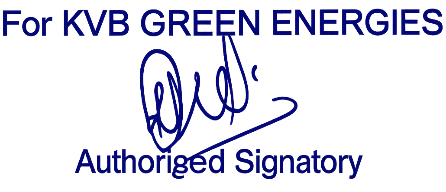 For KVB GREEN ENERGIES
Authoriged Signatory